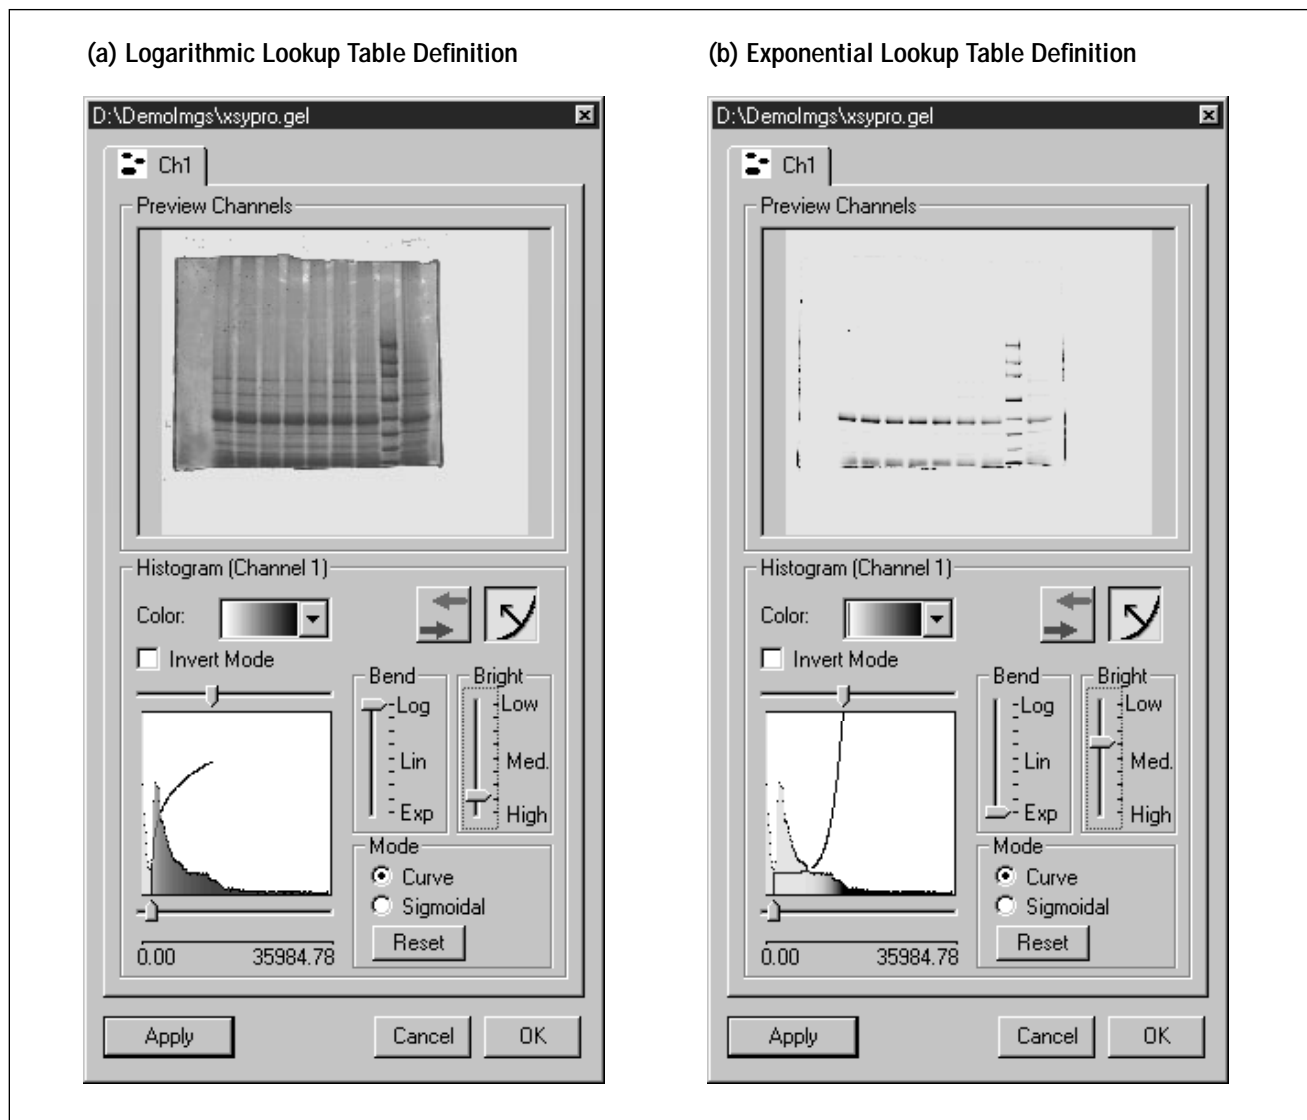 (a) Logarithmic Lookup Table Definition
D:\DemoImgs\xsypro.gel
Ch1
Preview Channels
Histogram (Channel 1)
Color:
Invert Mode
Bend
Log
Lin
Exp
Bright
Low
Med.
High
Mode
Curve
Sigmoidal
Reset
0.00 35984.78
Apply Cancel OK
(b) Exponential Lookup Table Definition
D:\DemoImgs\xsypro.gel
Ch1
Preview Channels
Histogram (Channel 1)
Color:
Invert Mode
Bend
Log
Lin
Exp
Bright
Low
Med.
High
Mode
Curve
Sigmoidal
Reset
0.00 35984.78
Apply Cancel OK